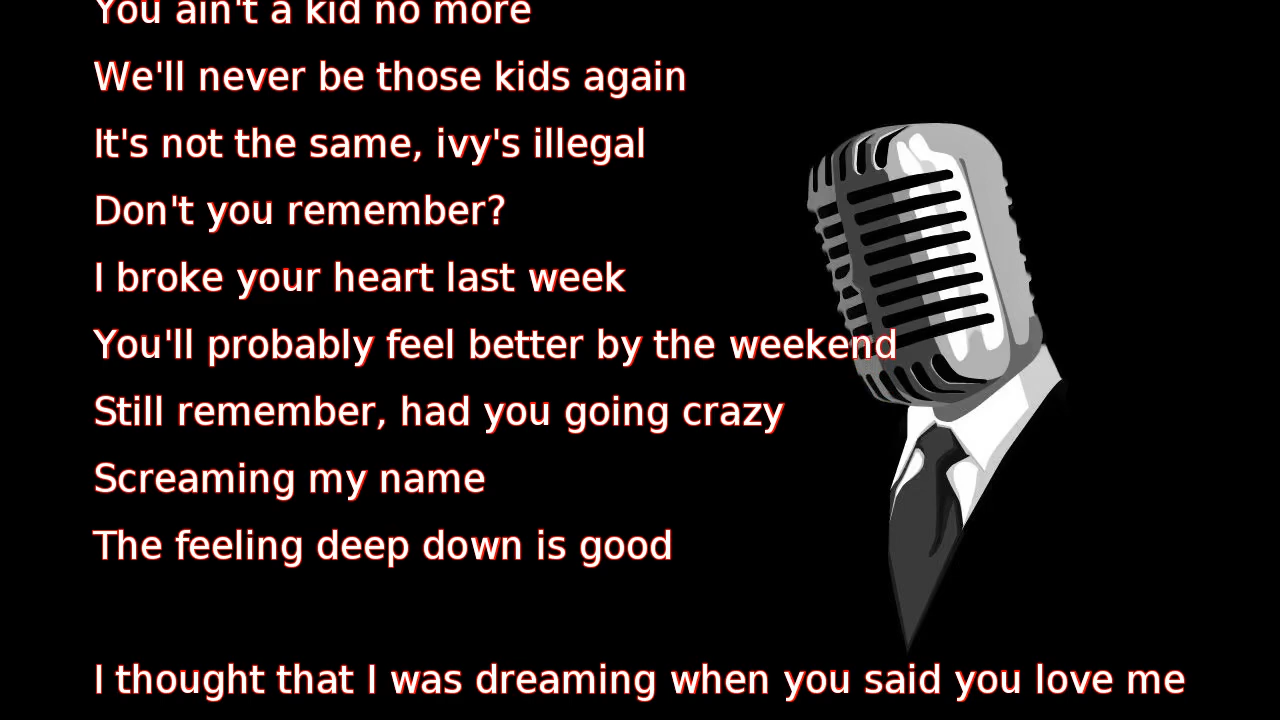 You ain't a kid no more
We'll never be those kids again
It's not the same, ivy's illegal
Don't you remember?
I broke your heart last week
You'll probably feel better by the weekend
Still remember, had you going crazy
Screaming my name
The feeling deep down is good
I thought that I was dreaming when you said you love me